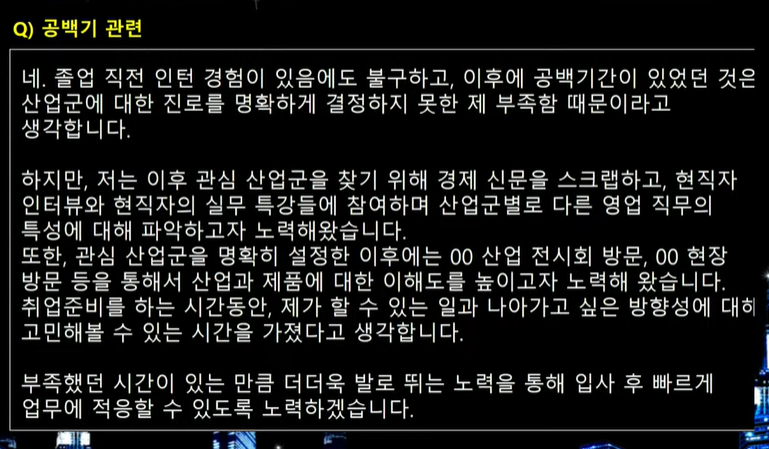 Q) 공백기 관련
네. 졸업 직전 인턴 경험이 있음에도 불구하고, 이후에 공백기간이 있었던 것은
산업군에 대한 진로를 명확하게 결정하지 못한 제 부족함 때문이라고
생각합니다.
하지만, 저는 이후 관심 산업군을 찾기 위해 경제 신문을 스크랩하고, 현직자
인터뷰와 현직자의 실무 특강들에 참여하며 산업군별로 다른 영업 직무의
특성에 대해 파악하고자 노력해왔습니다.
또한, 관심 산업군을 명확히 설정한 이후에는 00 산업 전시회 방문, 00 현장
방문 등을 통해서 산업과 제품에 대한 이해도를 높이고자 노력해 왔습니다.
취업준비를 하는 시간동안, 제가 할 수 있는 일과 나아가고 싶은 방향성에 대해
고민해볼 수 있는 시간을 가졌다고 생각합니다.
부족했던 시간이 있는 만큼 더더욱 발로 뛰는 노력을 통해 입사 후 빠르게
업무에 적응할 수 있도록 노력하겠습니다.